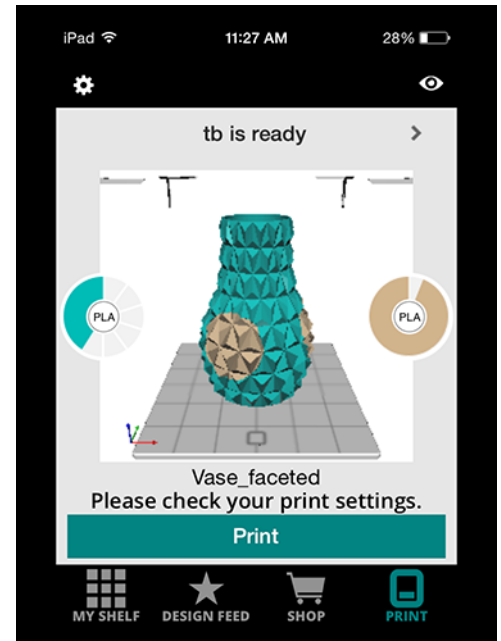 iPad 11:27 AM 28%
tb is ready
PLA PLA
Vase_faceted
Please check your print settings.
Print
MY SHELF DESIGN FEED SHOP PRINT